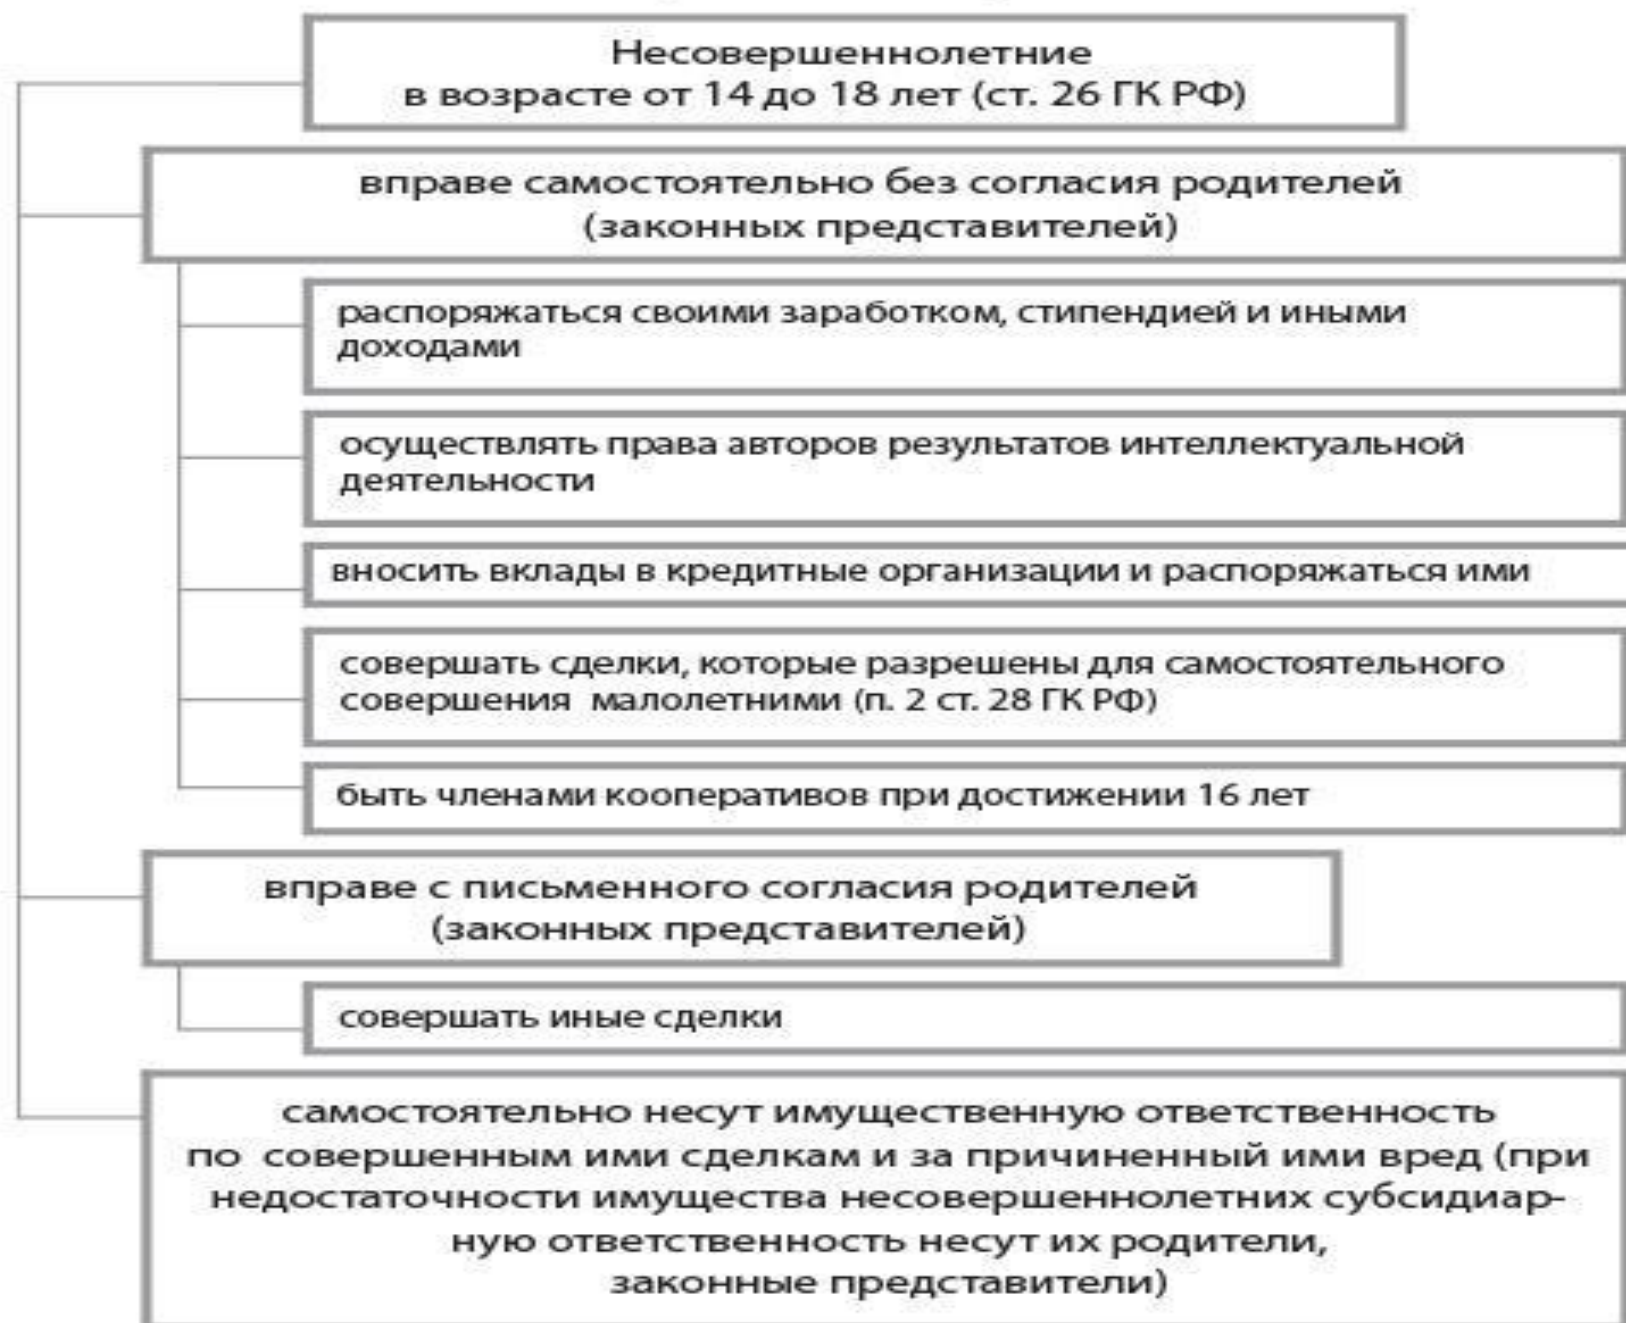 Несовершеннолетние
в возрасте от 14 до 18 лет (ст. 26 ГК РФ)
вправе самостоятельно без согласия родителей
(законных представителей)
распоряжаться своими заработком, стипендией и иными
доходами
осуществлять права авторов результатов интеллектуальной
деятельности
вносить вклады в кредитные организации и распоряжаться ими
совершать сделки, которые разрешены для самостоятельного
совершения малолетними (п. 2 ст. 28 ГК РФ)
быть членами кооперативов при достижении 16 лет
вправе с письменного согласия родителей
(законных представителей)
совершать иные сделки
самостоятельно несут имущественную ответственность
по совершенным ими сделкам и за причиненный ими вред (при
недостаточности имущества несовершеннолетних субсидиар-
ную ответственность несут их родители,
законные представители)